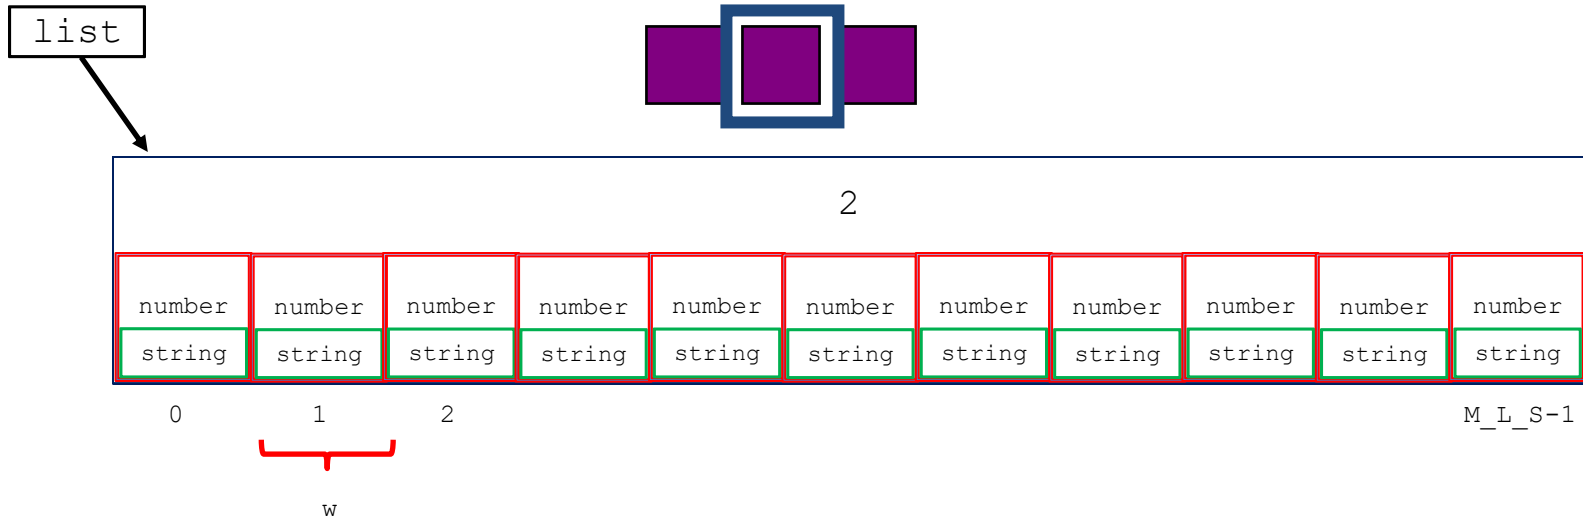 list
2
number number number number number number number number number number number
string string string string string string string string string string string
0 1 2 M_L_S-1
w